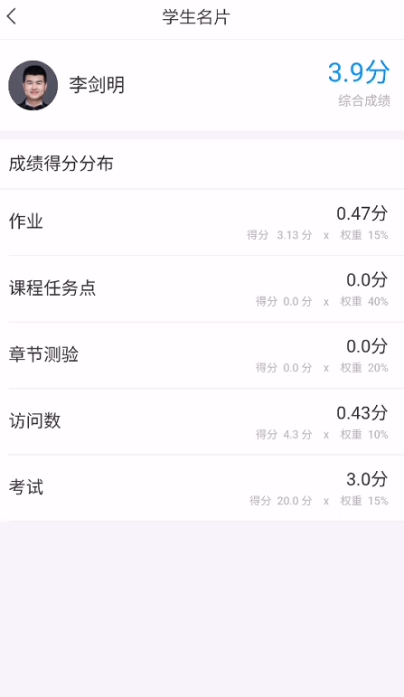 学生名片
李剑明
3.9分
综合成绩
成绩得分分布
作业
0.47分
得分 3.13 分 x 权重 15%
课程任务点
0.0分
得分 0.0 分 x 权重 40%
章节测验
0.0分
得分 0.0 分 x 权重 20%
访问数
0.43分
得分 4.3 分 x 权重 10%
考试
3.0分
得分 20.0 分 x 权重 15%